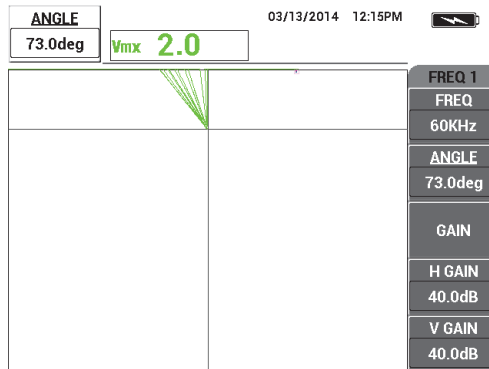 ANGLE
73.0deg
Vmx 2.0
03/13/2014 12:15PM
FREQ 1
FREQ
60KHz
ANGLE
73.0deg
GAIN
H GAIN
40.0dB
V GAIN
40.0dB